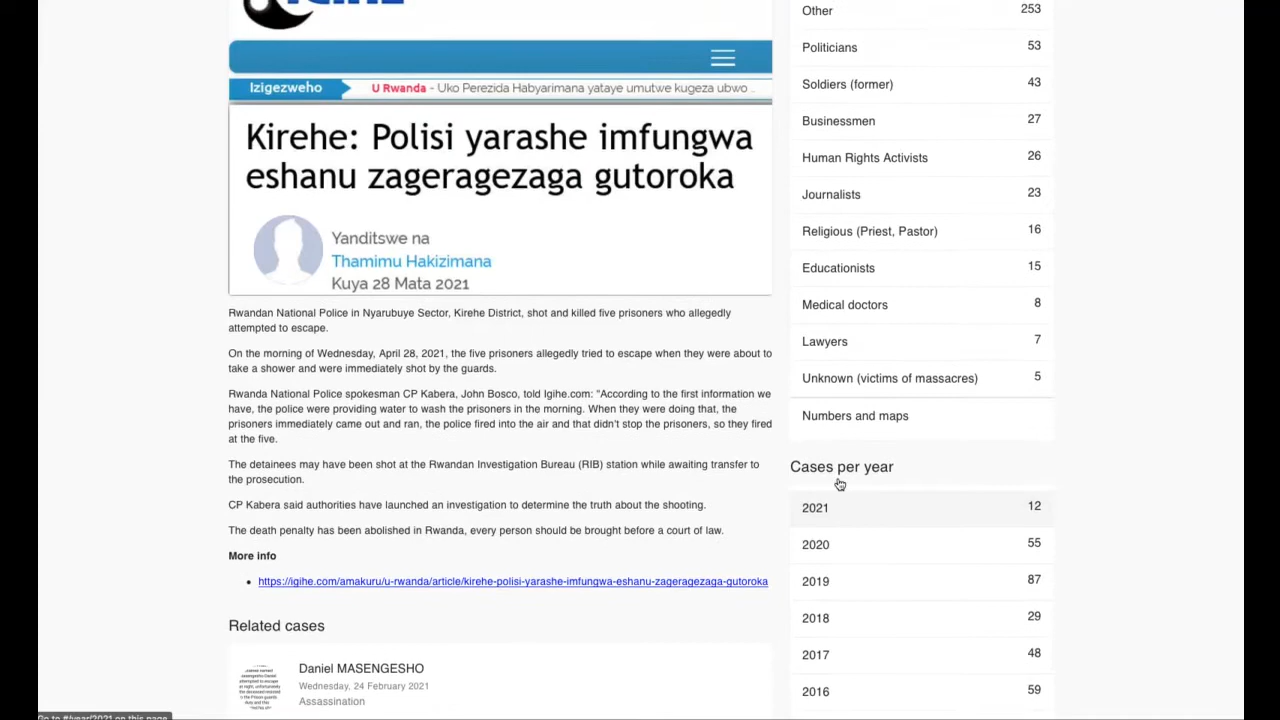 Izigezweho
U Rwanda - Uko Perezida Habyarimana yataye umutwe kugeza ubwo ..
Kirehe: Polisi yarashe imfungwa
eshanu zageragezaga gutoroka
Yanditswe na
Thamimu Hakizimana
Kuya 28 Mata 2021
Rwandan National Police in Nyarubuye Sector, Kirehe District, shot and killed five prisoners who allegedly
attempted to escape.
On the morning of Wednesday, April 28, 2021, the five prisoners allegedly tried to escape when they were about to
take a shower and were immediately shot by the guards.
Rwanda National Police spokesman CP Kabera, John Bosco, told Igihe.com: "According to the first information we
have, the police were providing water to wash the prisoners in the morning. When they were doing that, the
prisoners immediately came out and ran, the police fired into the air and that didn't stop the prisoners, so they fired
at the five.
The detainees may have been shot at the Rwandan Investigation Bureau (RIB) station while awaiting transfer to
the prosecution.
CP Kabera said authorities have launched an investigation to determine the truth about the shooting.
The death penalty has been abolished in Rwanda, every person should be brought before a court of law.
More info
• https://igihe.com/amakuru/u-rwanda/article/kirehe-polisi-yarashe-imfungwa-eshanu-zageragezaga-gutoroka
Related cases
Daniel MASENGESHO
Wednesday, 24 February 2021
Assassination
Other 253
Politicians 53
Soldiers (former) 43
Businessmen 27
Human Rights Activists 26
Journalists 23
Religious (Priest, Pastor) 16
Educationists 15
Medical doctors 8
Lawyers 7
Unknown (victims of massacres) 5
Numbers and maps
Cases per year
2021 12
2020 55
2019 87
2018 29
2017 48
2016 59
Go to #/year/2021 on this page